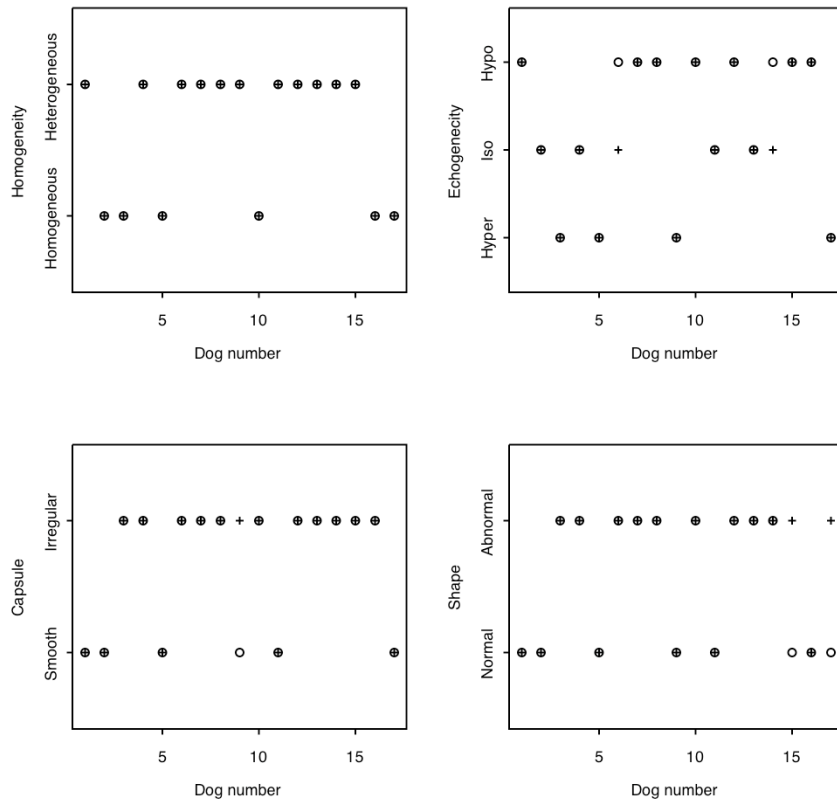 Homogeneity
Heterogeneous
Homogeneous
5 10 15
Dog number
Echogenecity
Hypo
Iso
Hyper
5 10 15
Dog number
Capsule
Irregular
Smooth
5 10 15
Dog number
Shape
Abnormal
Normal
5 10 15
Dog number